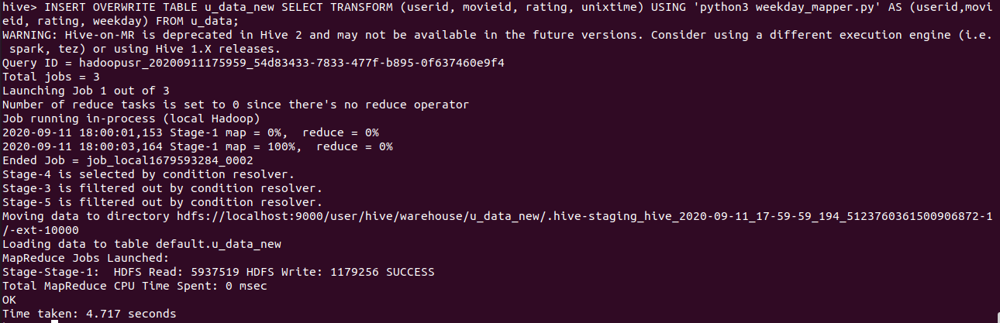 hive> INSERT OVERWRITE TABLE u_data_new SELECT TRANSFORM (userid, movieid, rating, unixtime) USING 'python3 weekday_mapper.py' AS (userid,movi
eid, rating, weekday) FROM u_data;
WARNING: Hive-on-MR is deprecated in Hive 2 and may not be available in the future versions. Consider using a different execution engine (i.e.
 spark, tez) or using Hive 1.X releases.
Query ID = hadoopusr_20200911175959_54d83433-7833-477f-b895-0f637460e9f4
Total jobs = 3
Launching Job 1 out of 3
Number of reduce tasks is set to 0 since there's no reduce operator
Job running in-process (local Hadoop)
2020-09-11 18:00:01,153 Stage-1 map = 0%,  reduce = 0%
2020-09-11 18:00:03,164 Stage-1 map = 100%,  reduce = 0%
Ended Job = job_local1679593284_0002
Stage-4 is selected by condition resolver.
Stage-3 is filtered out by condition resolver.
Stage-5 is filtered out by condition resolver.
Moving data to directory hdfs://localhost:9000/user/hive/warehouse/u_data_new/.hive-staging_hive_2020-09-11_17-59-59_194_5123760361500906872-1
/-ext-10000
Loading data to table default.u_data_new
MapReduce Jobs Launched:
Stage-Stage-1:  HDFS Read: 5937519 HDFS Write: 1179256 SUCCESS
Total MapReduce CPU Time Spent: 0 msec
OK
Time taken: 4.717 seconds